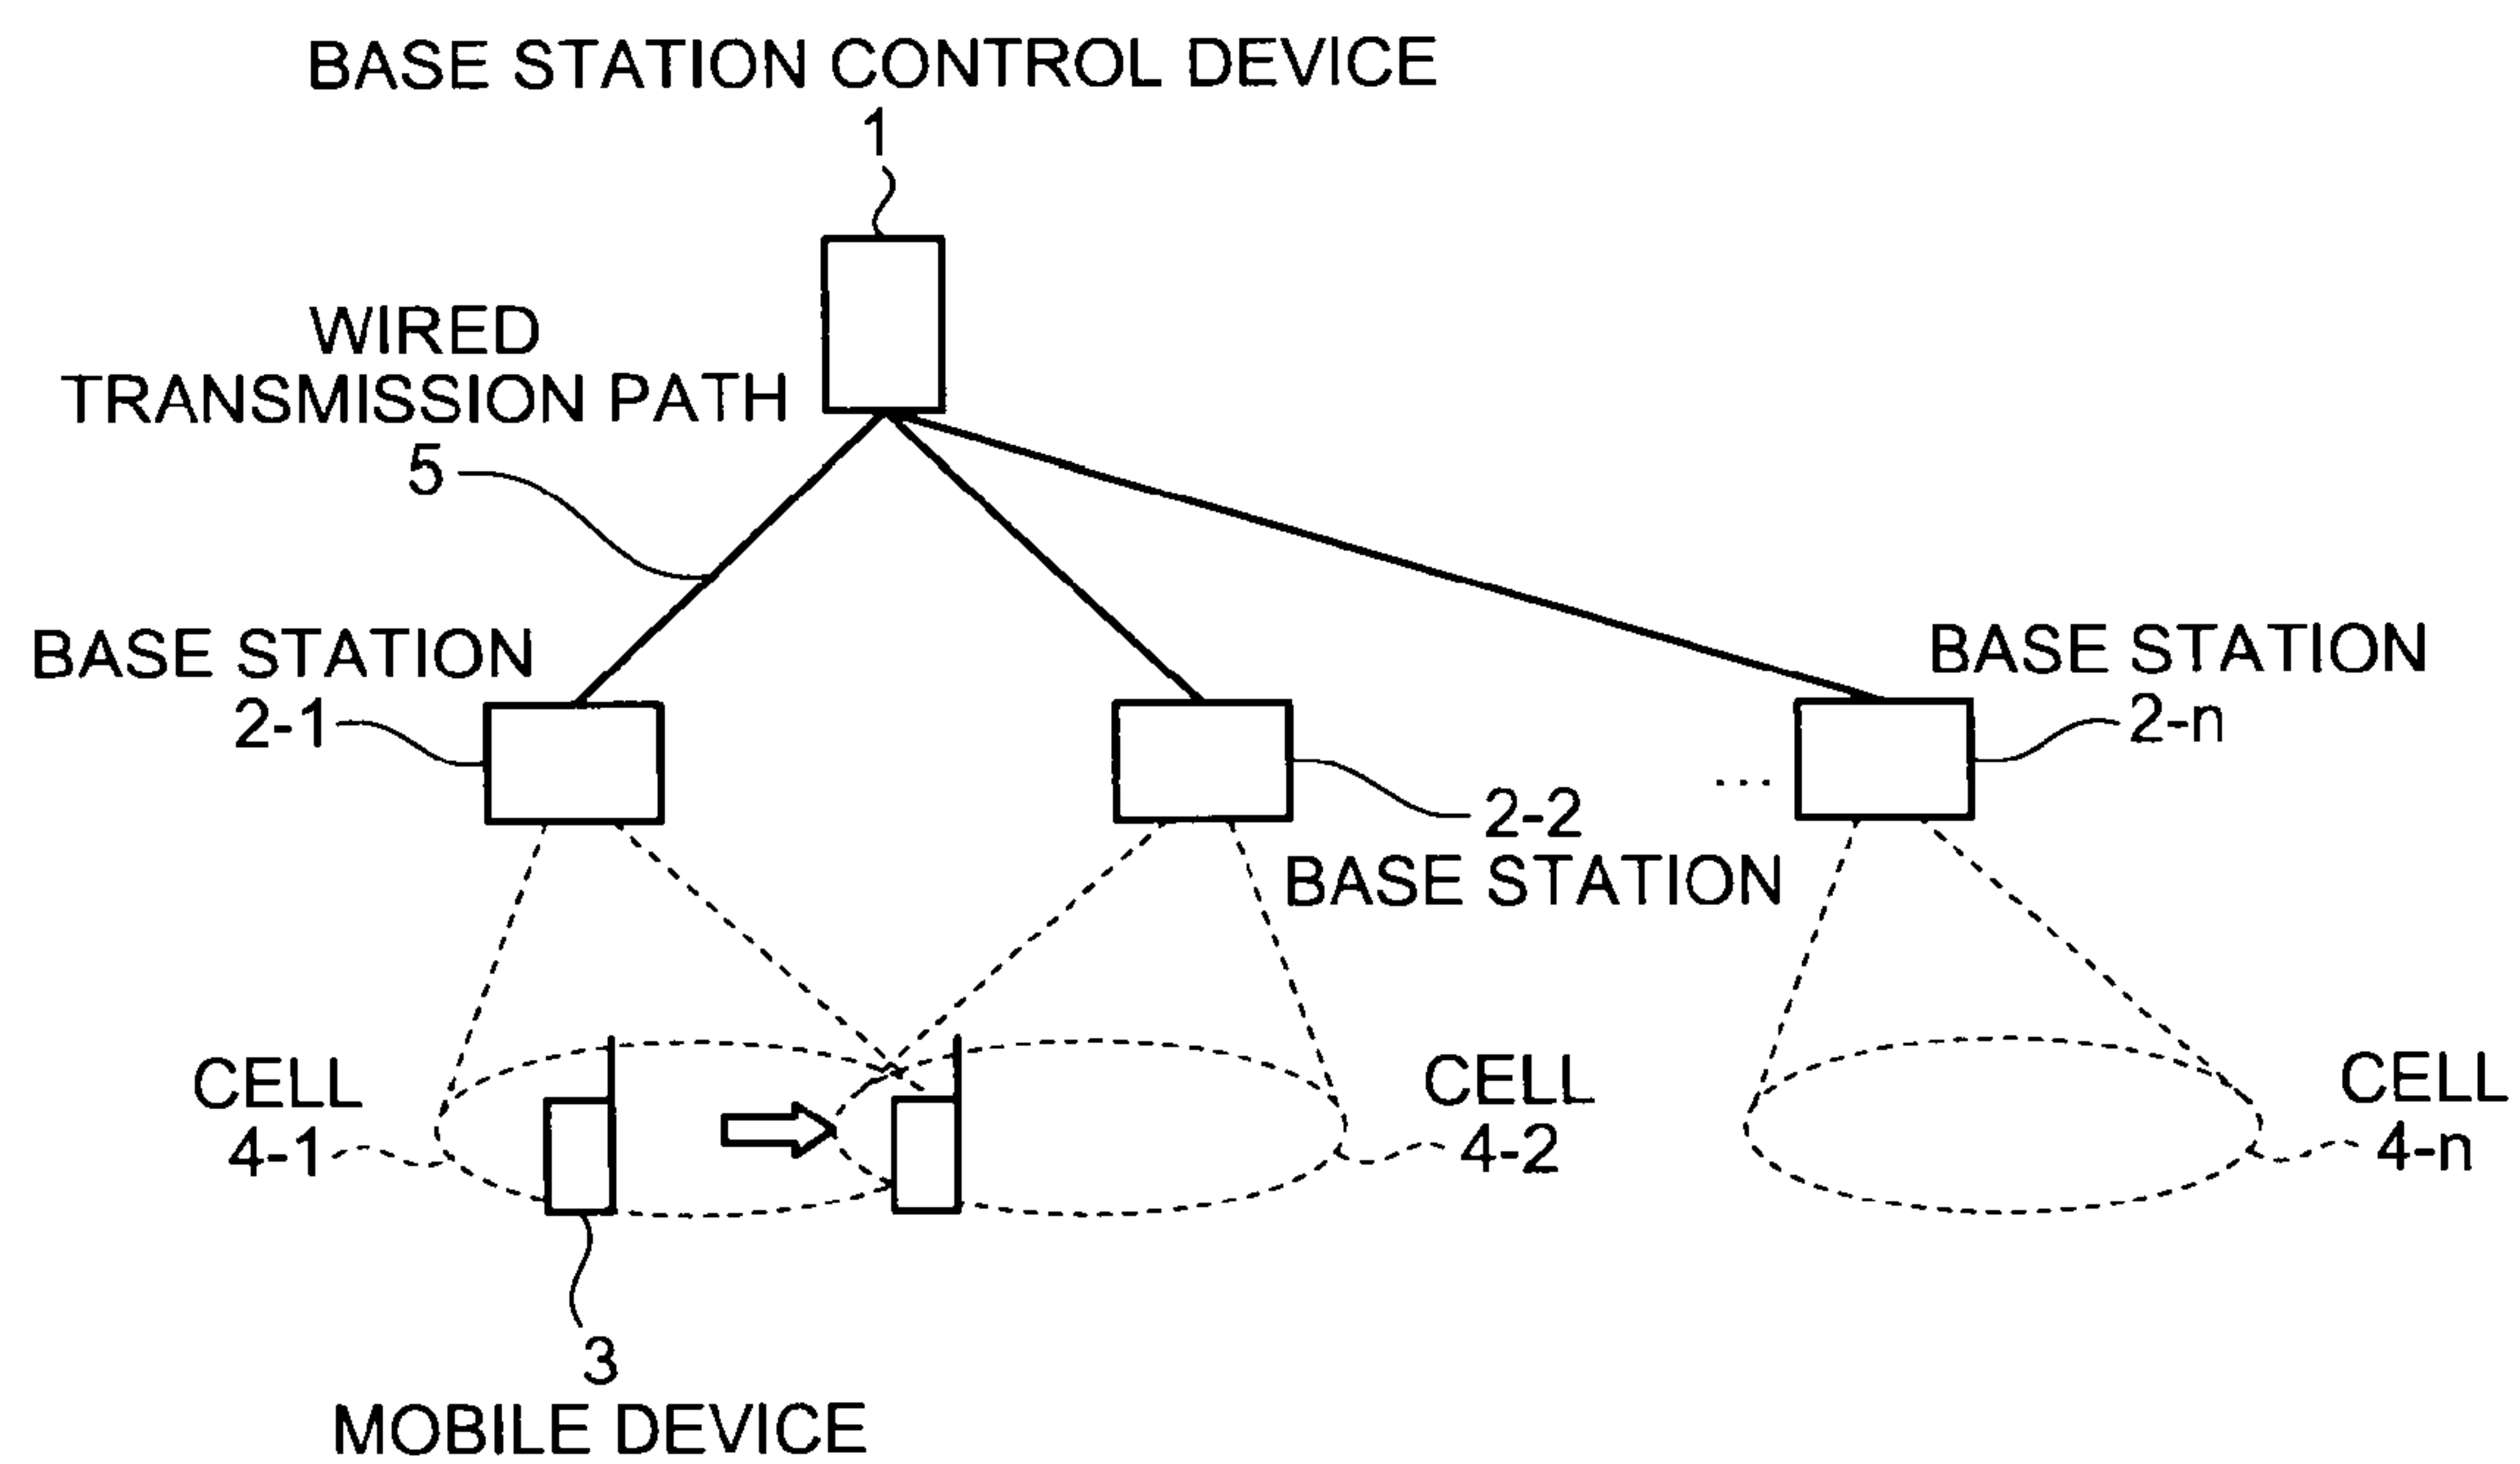 BASE STATION CONTROL DEVICE
1
WIRED
TRANSMISSION PATH
5
BASE STATION
2-1
BASE STATION
2-n
2-2
BASE STATION
...
CELL
4-1
CELL
4-2
CELL
4-n
3
MOBILE DEVICE